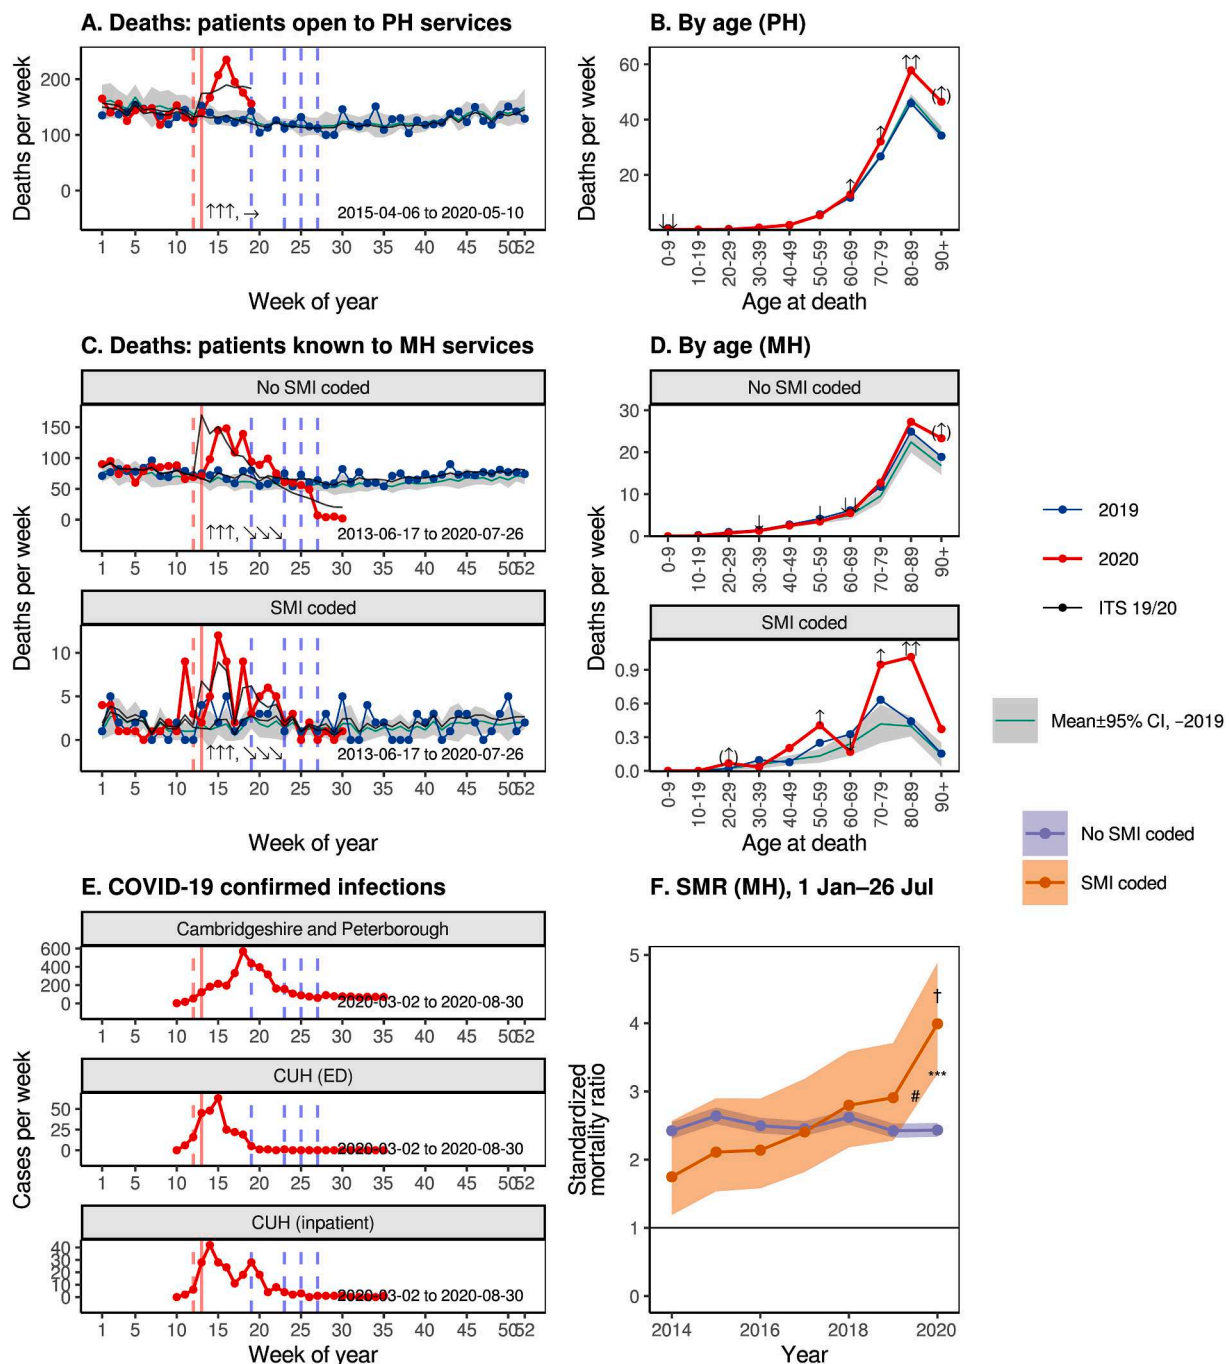 A. Deaths: patients open to PH services
Deaths per week
200
100
0
↑↑↑, →
2015-04-06 to 2020-05-10
1 5 10 15 20 25 30 35 40 45 50 52
Week of year
B. By age (PH)
Deaths per week
60
40
20
↓↓ ↑ ↑ ↑↑ (↑)
0-9 10-19 20-29 30-39 40-49 50-59 60-69 70-79 80-89 90+
Age at death
C. Deaths: patients known to MH services
Deaths per week
No SMI coded
150
100
50
0
↑↑↑, ↘↘↘
2013-06-17 to 2020-07-26
1 5 10 15 20 25 30 35 40 45 50 52
SMI coded
10
5
0
↑↑↑, ↘↘↘
2013-06-17 to 2020-07-26
1 5 10 15 20 25 30 35 40 45 50 52
Week of year
D. By age (MH)
Deaths per week
No SMI coded
30
20
10
0
↓ ↓ ↓↓ (↑)
0-9 10-19 20-29 30-39 40-49 50-59 60-69 70-79 80-89 90+
SMI coded
0.9
0.6
0.3
0.0
(↑) ↑ ↓ ↑ ↑↑
0-9 10-19 20-29 30-39 40-49 50-59 60-69 70-79 80-89 90+
Age at death
2019
2020
ITS 19/20
Mean±95% CI, –2019
No SMI coded
SMI coded
E. COVID-19 confirmed infections
Cases per week
Cambridgeshire and Peterborough
600
400
200
0
2020-03-02 to 2020-08-30
1 5 10 15 20 25 30 35 40 45 50 52
CUH (ED)
50
25
0
2020-03-02 to 2020-08-30
1 5 10 15 20 25 30 35 40 45 50 52
CUH (inpatient)
40
30
20
10
0
2020-03-02 to 2020-08-30
1 5 10 15 20 25 30 35 40 45 50 52
Week of year
F. SMR (MH), 1 Jan–26 Jul
Standardized
mortality ratio
5
4
3
2
1
0
†
***
#
2014 2016 2018 2020
Year